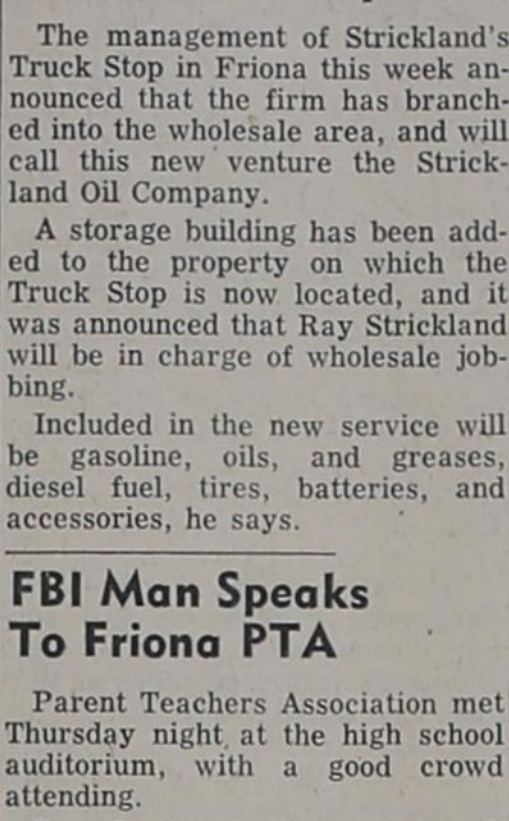 The management of Strickland's
Truck Stop in Friona this week an-
nounced that the firm has branch-
ed into the wholesale area, and will
call this new venture the Strick-
land Oil Company.
A storage building has been add-
ed to the property on which the
Truck Stop is now located, and it
was announced that Ray Strickland
will be in charge of wholesale job-
bing.
Included in the new service will
be gasoline, oils, and greases,
diesel fuel, tires, batteries, and
accessories, he says.
FBI Man Speaks
To Friona PTA
Parent Teachers Association met
Thursday night at the high school
auditorium, with a good crowd
attending.